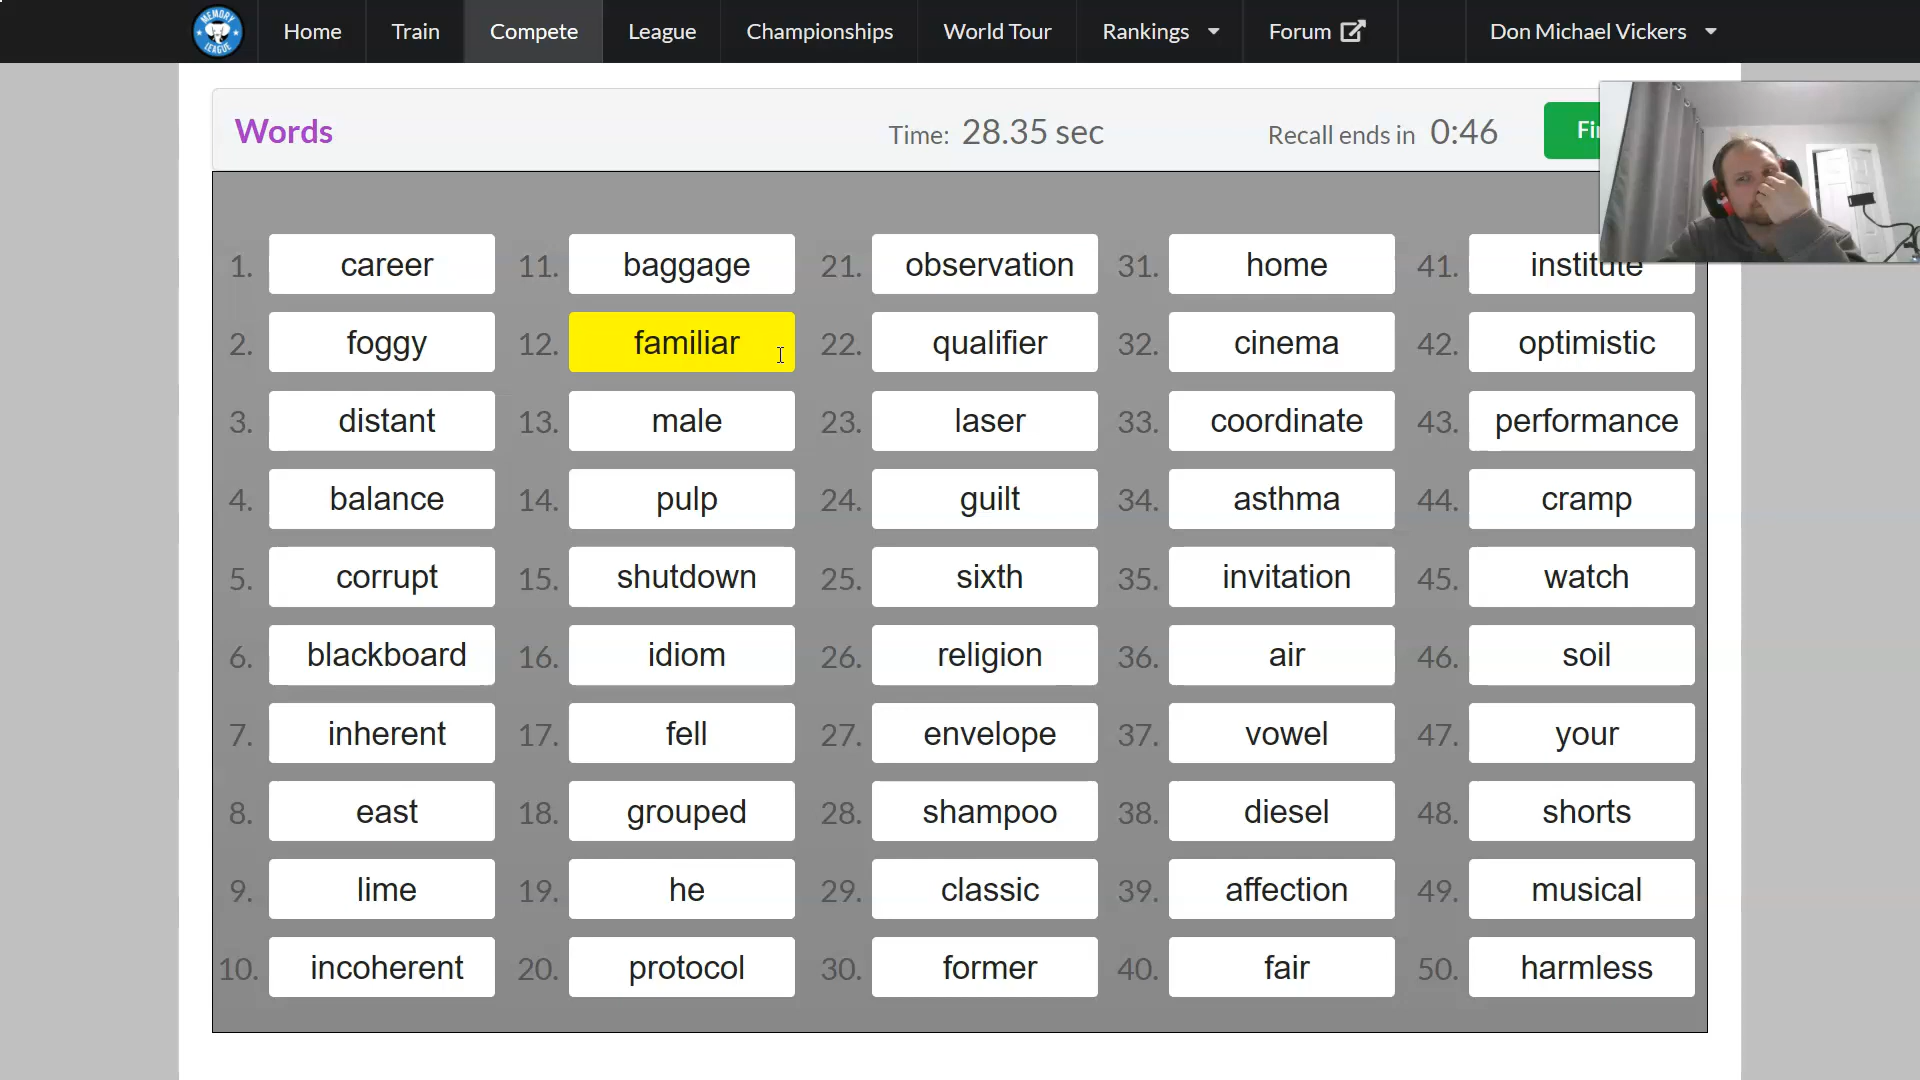 MEMORY LEAGUE Home Train Compete League Championships World Tour Rankings Forum Don Michael Vickers
Words Time: 28.35 sec Recall ends in 0:46
1. career 11. baggage 21. observation 31. home 41. institute
2. foggy 12. familiar 22. qualifier 32. cinema 42. optimistic
3. distant 13. male 23. laser 33. coordinate 43. performance
4. balance 14. pulp 24. guilt 34. asthma 44. cramp
5. corrupt 15. shutdown 25. sixth 35. invitation 45. watch
6. blackboard 16. idiom 26. religion 36. air 46. soil
7. inherent 17. fell 27. envelope 37. vowel 47. your
8. east 18. grouped 28. shampoo 38. diesel 48. shorts
9. lime 19. he 29. classic 39. affection 49. musical
10. incoherent 20. protocol 30. former 40. fair 50. harmless